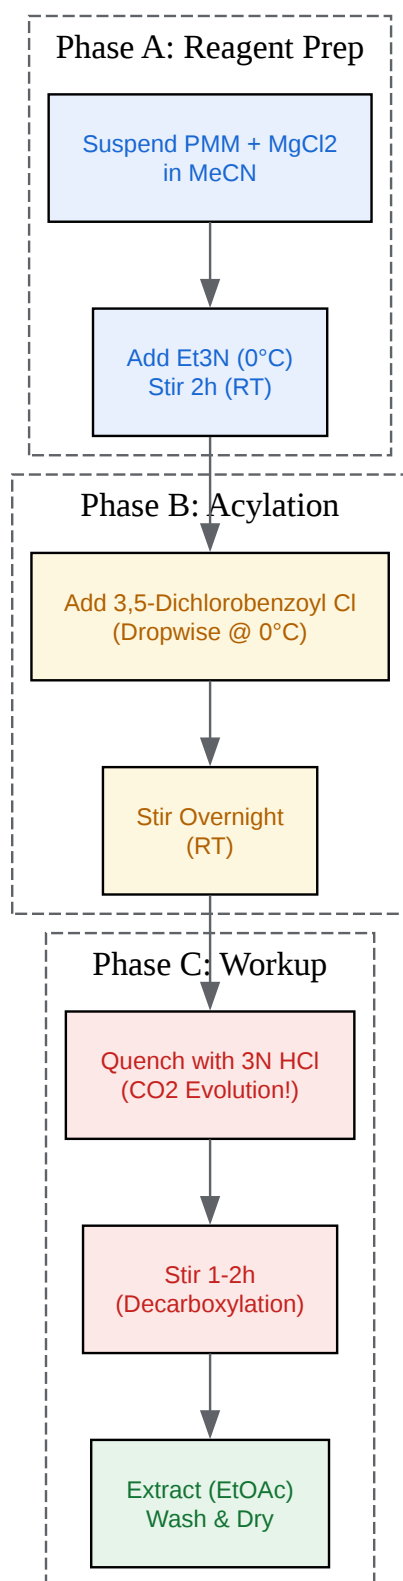 Phase A: Reagent Prep
Suspend PMM + MgCl2
in MeCN
Add Et3N (0°C)
Stir 2h (RT)
Phase B: Acylation
Add 3,5-Dichlorobenzoyl Cl
(Dropwise @ 0°C)
Stir Overnight
(RT)
Phase C: Workup
Quench with 3N HCl
(CO2 Evolution!)
Stir 1-2h
(Decarboxylation)
Extract (EtOAc)
Wash & Dry